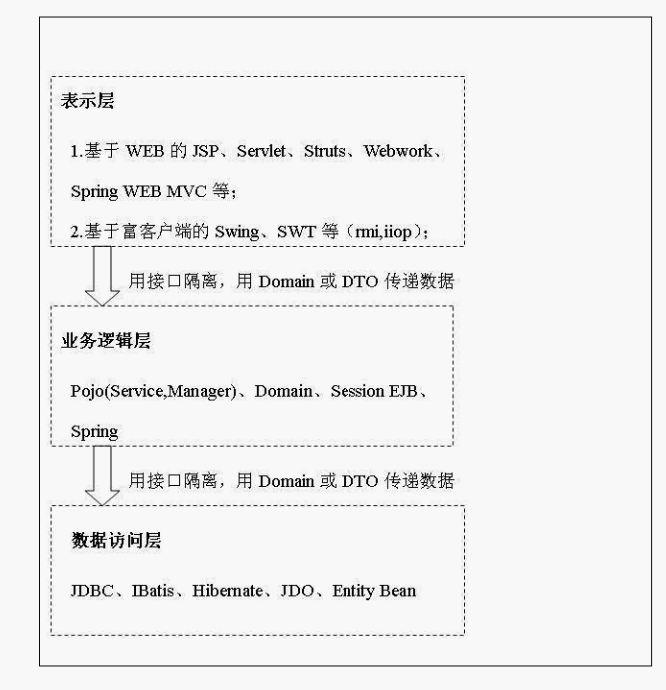 表示层
1.基于 WEB 的 JSP、Servlet、Struts、Webwork、
Spring WEB MVC 等；
2.基于富客户端的 Swing、SWT 等（rmi,iiop）；
用接口隔离，用 Domain 或 DTO 传递数据
业务逻辑层
Pojo(Service,Manager)、Domain、Session EJB、
Spring
用接口隔离，用 Domain 或 DTO 传递数据
数据访问层
JDBC、IBatis、Hibernate、JDO、Entity Bean